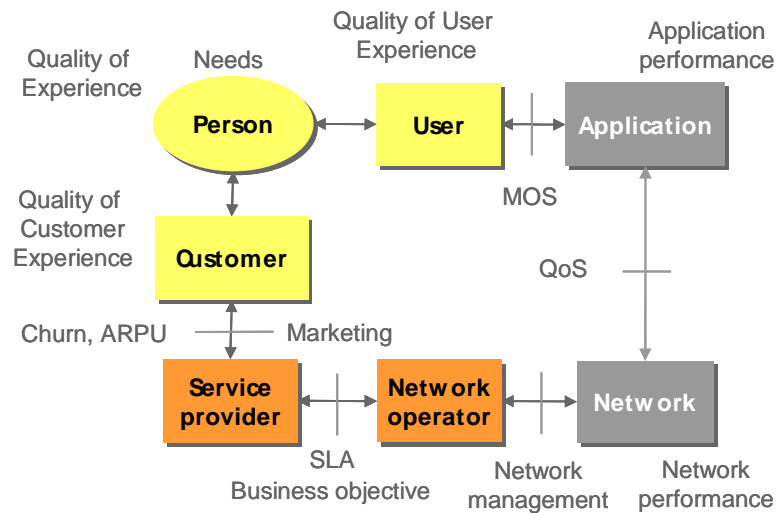 Quality of User
Experience
Application
performance
Quality of
Experience
Needs
Person
User
Application
MOS
Quality of
Customer
Experience
Customer
QoS
Churn, ARPU
Marketing
Service
provider
Network
operator
Network
SLA
Business objective
Network
management
Network
performance